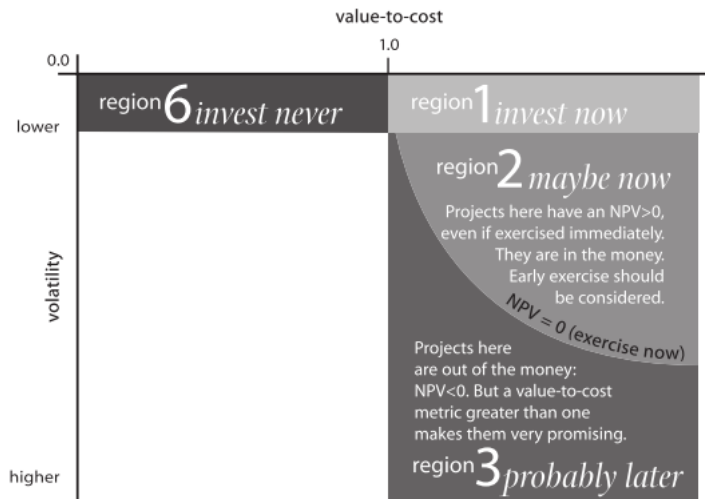 value-to-cost
0.0
1.0
region 6 invest never
region 1 invest now
lower
region 2 maybe now
Projects here have an NPV>0,
even if exercised immediately.
They are in the money.
Early exercise should
be considered.
volatility
NPV = 0 (exercise now)
Projects here
are out of the money:
NPV<0. But a value-to-cost
metric greater than one
makes them very promising.
higher
region 3 probably later